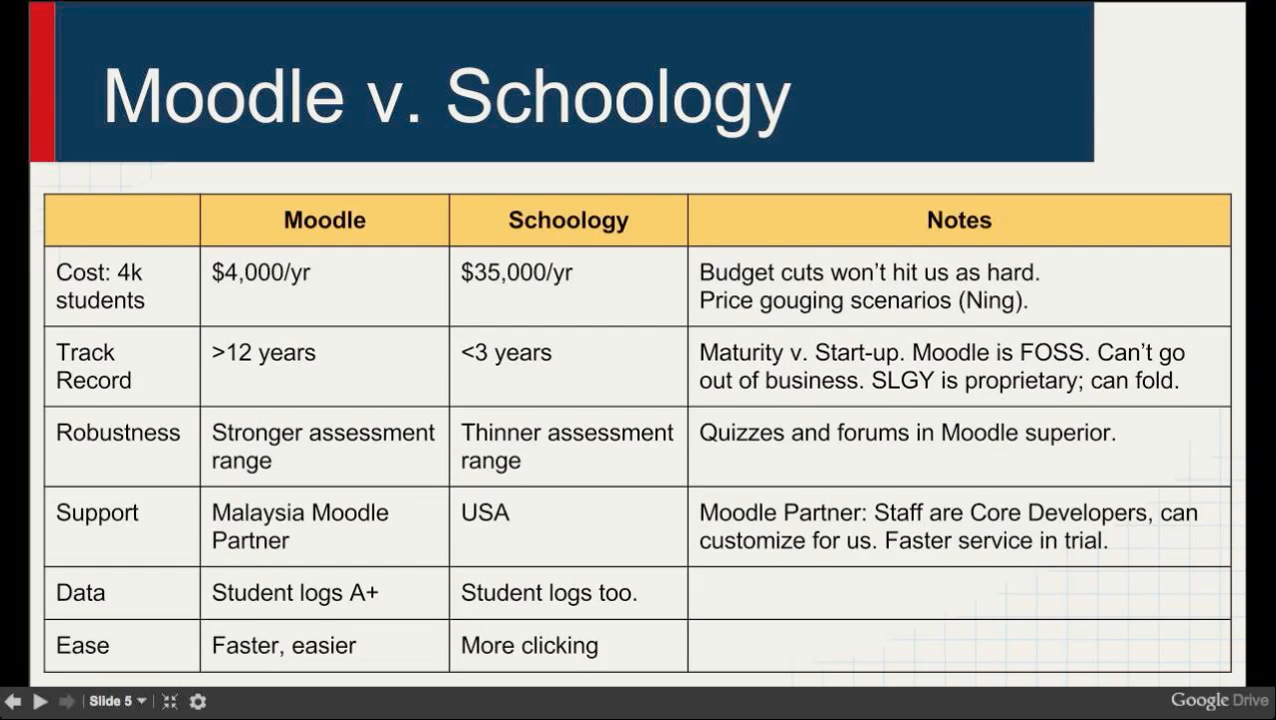 Moodle v. Schoology
Moodle
Schoology
Notes
Cost: 4k
students
$4,000/yr
$35,000/yr
Budget cuts won't hit us as hard.
Price gouging scenarios (Ning).
Track
Record
>12 years
<3 years
Maturity v. Start-up. Moodle is FOSS. Can't go
out of business. SLGY is proprietary; can fold.
Robustness
Stronger assessment
range
Thinner assessment
range
Quizzes and forums in Moodle superior.
Support
Malaysia Moodle
Partner
USA
Moodle Partner: Staff are Core Developers, can
customize for us. Faster service in trial.
Data
Student logs A+
Student logs too.
Ease
Faster, easier
More clicking
Slide 5
Google Drive